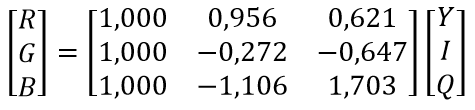 [R] = [1,000 0,956 0,621] [Y]
[G] = [1,000 −0,272 −0,647] [I]
[B] = [1,000 −1,106 1,703] [Q]